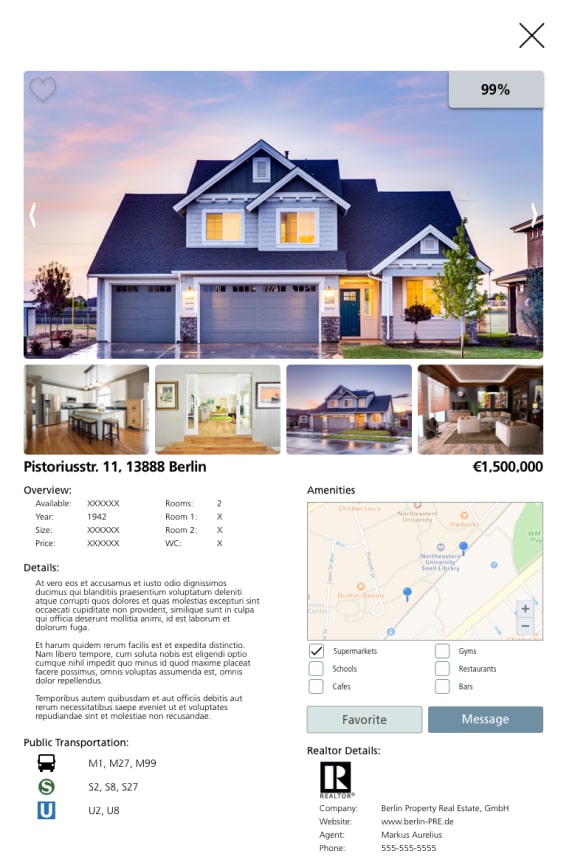 99%
Pistoriusstr. 11, 13888 Berlin
€1,500,000
Overview:
Available: XXXXXX Rooms: 2
Year: 1942 Room 1: X
Size: XXXXXX Room 2: X
Price: XXXXXX WC: X
Details:
At vero eos et accusamus et iusto odio dignissimos
ducimus qui blanditiis praesentium voluptatum deleniti
atque corrupti quos dolores et quas molestias excepturi sint
occaecati cupiditate non provident, similique sunt in culpa
qui officia deserunt mollitia animi, id est laborum et
dolorum fuga.
Et harum quidem rerum facilis est et expedita distinctio.
Nam libero tempore, cum soluta nobis est eligendi optio
cumque nihil impedit quo minus id quod maxime placeat
facere possimus, omnis voluptas assumenda est, omnis
dolor repellendus.
Temporibus autem quibusdam et aut officiis debitis aut
rerum necessitatibus saepe eveniet ut et voluptates
repudiandae sint et molestiae non recusandae.
Public Transportation:
M1, M27, M99
S
S2, S8, S27
U
U2, U8
Amenities
Chicken Lou's
Northeastern
University
Starbucks
WM
Play
Northeastern
University
Snell Library
Forsyth St
Dunkin' Donuts
Chicken
+
−
Supermarkets Gyms
Schools Restaurants
Cafes Bars
Favorite Message
Realtor Details:
R
REALTOR®
Company: Berlin Property Real Estate, GmbH
Website: www.berlin-PRE.de
Agent: Markus Aurelius
Phone: 555-555-5555